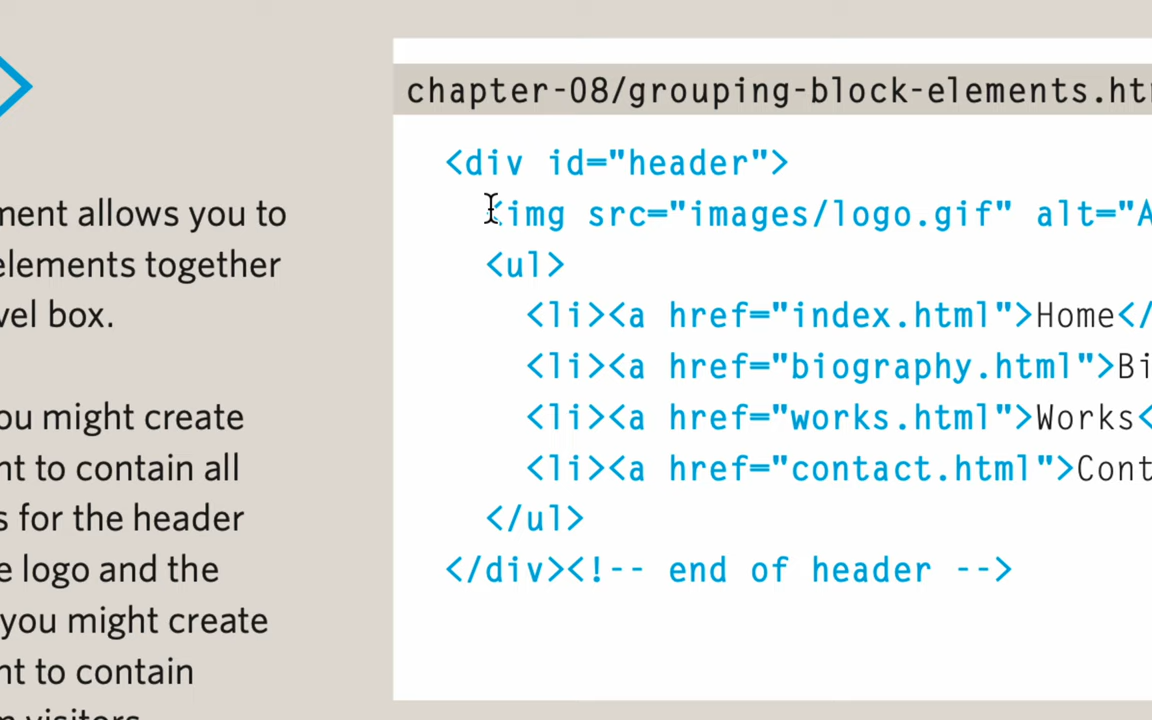 chapter-08/grouping-block-elements.ht
<div id="header">
<img src="images/logo.gif" alt="A
<ul>
<li><a href="index.html">Home</
<li><a href="biography.html">Bi
<li><a href="works.html">Works<
<li><a href="contact.html">Cont
</ul>
</div><!-- end of header -->
ment allows you to
elements together
vel box.
ou might create
nt to contain all
s for the header
e logo and the
you might create
nt to contain
visitors